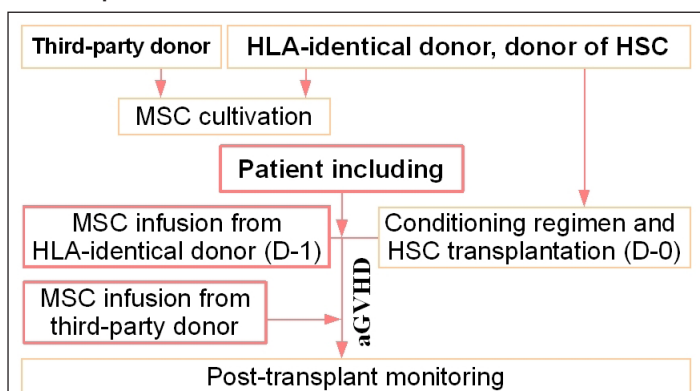 Third-party donor
HLA-identical donor, donor of HSC
MSC cultivation
Patient including
MSC infusion from
HLA-identical donor (D-1)
Conditioning regimen and
HSC transplantation (D-0)
MSC infusion from
third-party donor
aGVHD
Post-transplant monitoring